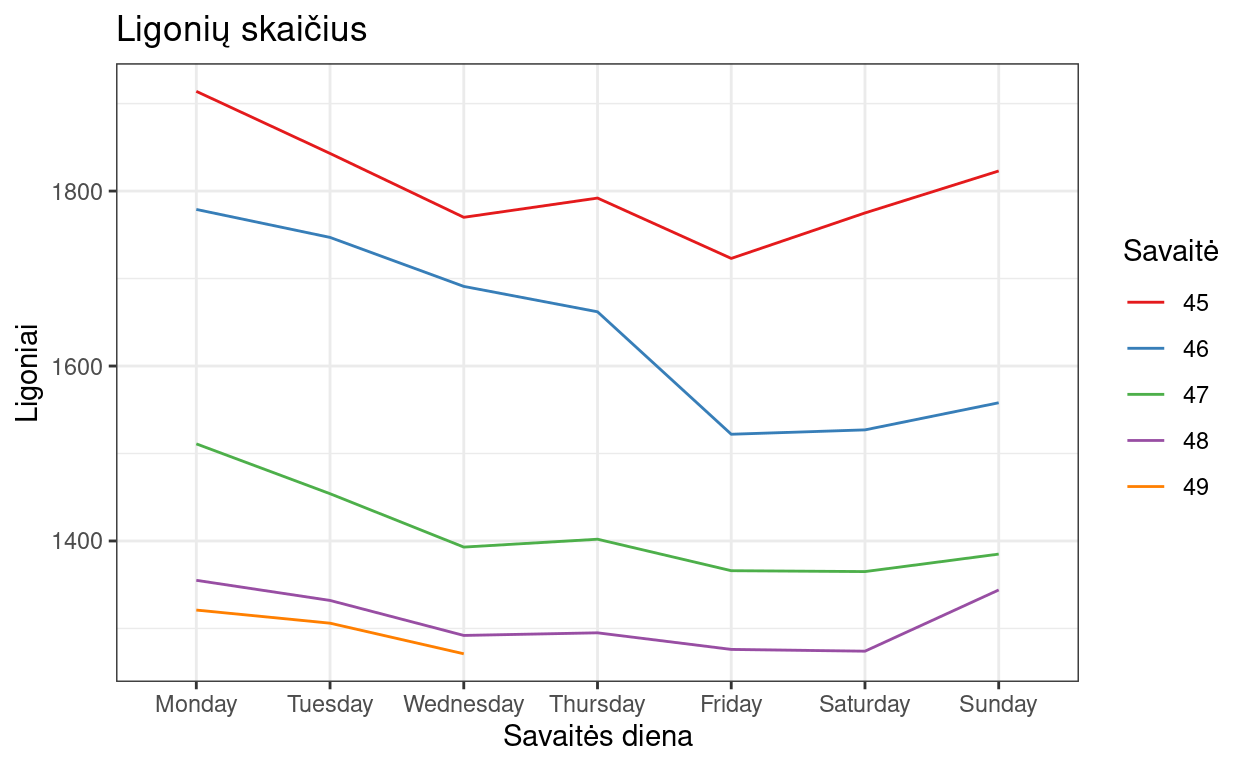 Ligonių skaičius
Ligoniai
1800
1600
1400
Monday Tuesday Wednesday Thursday Friday Saturday Sunday
Savaitės diena
Savaitė
45
46
47
48
49